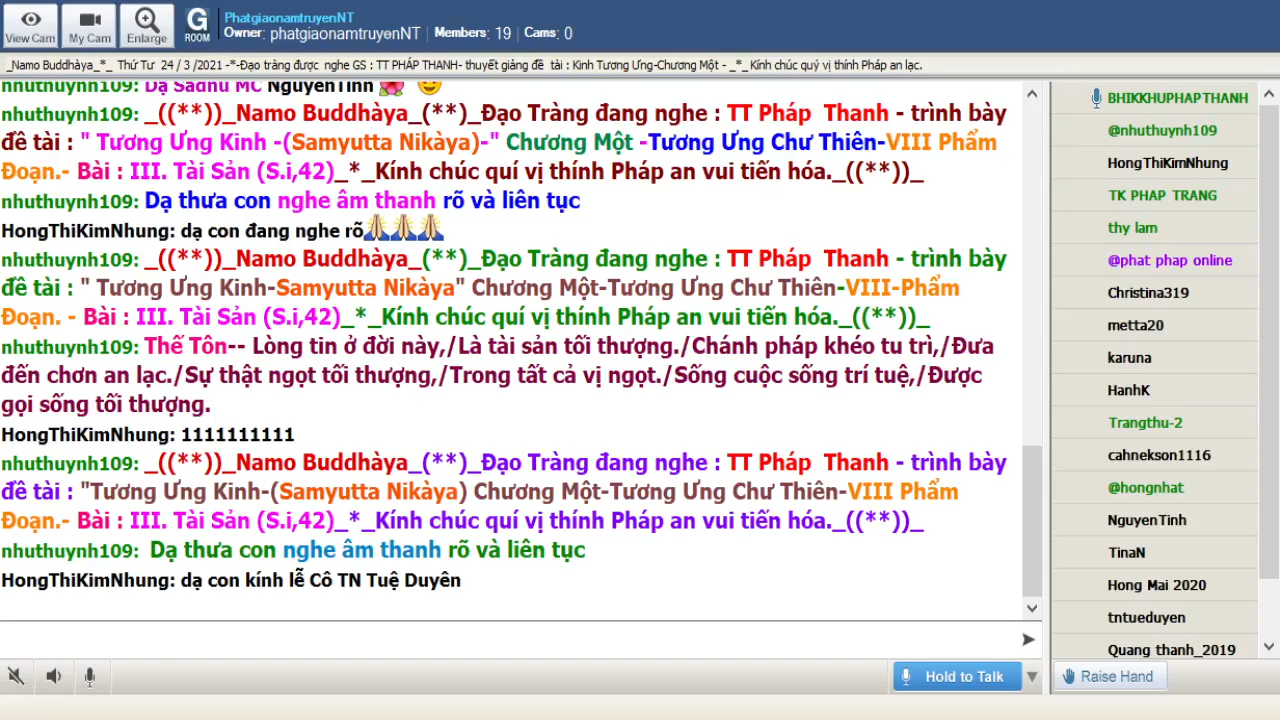 View Cam
My Cam
Enlarge
G
ROOM
PhatgiaonamtruyenNT
Owner: phatgiaonamtruyenNT Members: 19 Cams: 0
_Namo Buddhàya_*_ Thứ Tư 24 / 3 /2021 -*-Đạo tràng được nghe GS : TT PHÁP THANH- thuyết giảng đề tài : Kinh Tương Ưng-Chương Một - _*_Kính chúc quý vị thính Pháp an lạc.
nhuthuynh109: Dạ Sadhu MC NguyenTinh
nhuthuynh109: _((**))_Namo Buddhàya_(**)_Đạo Tràng đang nghe : TT Pháp Thanh - trình bày
đề tài : " Tương Ưng Kinh -(Samyutta Nikàya)-" Chương Một -Tương Ưng Chư Thiên-VIII Phẩm
Đoạn.- Bài : III. Tài Sản (S.i,42)_*_Kính chúc quí vị thính Pháp an vui tiến hóa._((**))_
nhuthuynh109: Dạ thưa con nghe âm thanh rõ và liên tục
HongThiKimNhung: dạ con đang nghe rõ🙏🙏🙏
nhuthuynh109: _((**))_Namo Buddhàya_(**)_Đạo Tràng đang nghe : TT Pháp Thanh - trình bày
đề tài : " Tương Ưng Kinh-Samyutta Nikàya" Chương Một-Tương Ưng Chư Thiên-VIII-Phẩm
Đoạn. - Bài : III. Tài Sản (S.i,42)_*_Kính chúc quí vị thính Pháp an vui tiến hóa._((**))_
nhuthuynh109: Thế Tôn-- Lòng tin ở đời này,/Là tài sản tối thượng./Chánh pháp khéo tu trì,/Đưa
đến chơn an lạc./Sự thật ngọt tối thượng,/Trong tất cả vị ngọt./Sống cuộc sống trí tuệ,/Được
gọi sống tối thượng.
HongThiKimNhung: 1111111111
nhuthuynh109: _((**))_Namo Buddhàya_(**)_Đạo Tràng đang nghe : TT Pháp Thanh - trình bày
đề tài : "Tương Ưng Kinh-(Samyutta Nikàya) Chương Một-Tương Ưng Chư Thiên-VIII Phẩm
Đoạn.- Bài : III. Tài Sản (S.i,42)_*_Kính chúc quí vị thính Pháp an vui tiến hóa._((**))_
nhuthuynh109: Dạ thưa con nghe âm thanh rõ và liên tục
HongThiKimNhung: dạ con kính lễ Cô TN Tuệ Duyên
Hold to Talk
BHIKKHUPHAPTHANH
@nhuthuynh109
HongThiKimNhung
TK PHAP TRANG
thy lam
@phat phap online
Christina319
metta20
karuna
HanhK
Trangthu-2
cahnekson1116
@hongnhat
NguyenTinh
TinaN
Hong Mai 2020
tntueduyen
Quang thanh_2019
Raise Hand